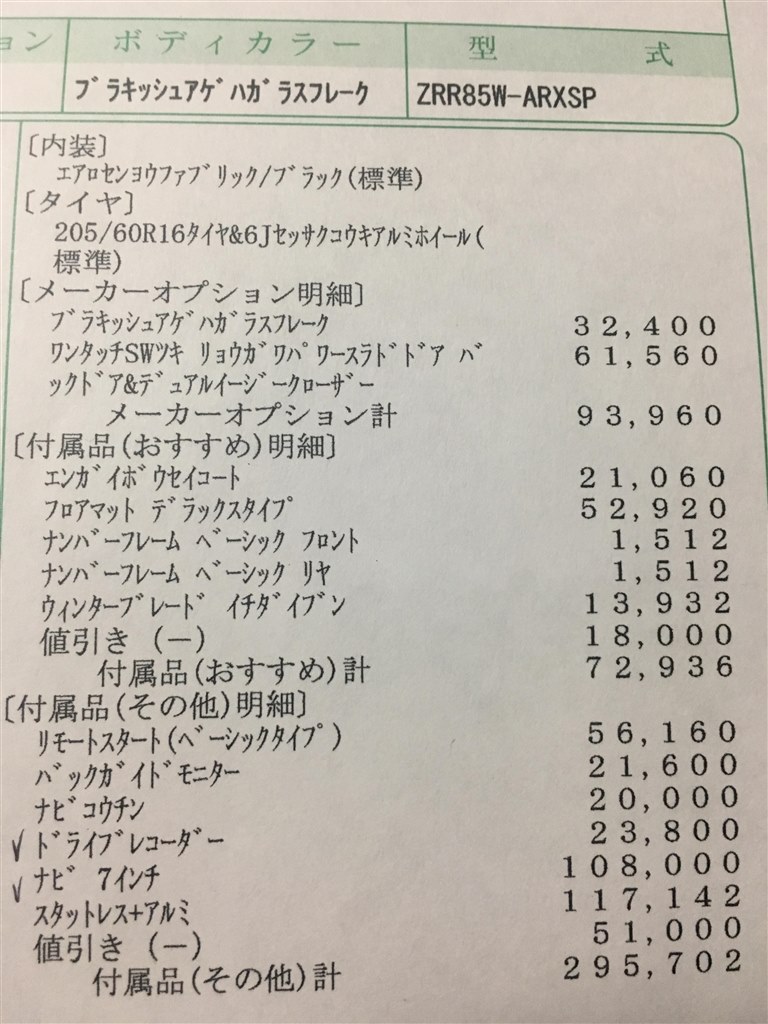 ョン ボディカラー 型 式
ﾌﾞﾗｷｯｼｭｱｹﾞﾊｶﾞﾗｽﾌﾚｰｸ ZRR85W-ARXSP
〔内装〕
ｴｱﾛｾﾝﾖｳﾌｧﾌﾞﾘｯｸ/ﾌﾞﾗｯｸ(標準)
〔タイヤ〕
205/60R16ﾀｲﾔ&6Jｾｯｻｸｺｳｷｱﾙﾐﾎｲｰﾙ(
標準)
〔メーカーオプション明細〕
ﾌﾞﾗｷｯｼｭｱｹﾞﾊｶﾞﾗｽﾌﾚｰｸ 32,400
ﾜﾝﾀｯﾁSWﾂｷ ﾘｮｳｶﾞﾜﾊﾟﾜｰｽﾗﾄﾞﾄﾞｱ ﾊﾞ 61,560
ｯｸﾄﾞｱ&ﾃﾞｭｱﾙｲｰｼﾞｰｸﾛｰｻﾞｰ
メーカーオプション計 93,960
〔付属品(おすすめ)明細〕
ｴﾝｶﾞｲﾎﾞｳｾｲｺｰﾄ 21,060
ﾌﾛｱﾏｯﾄ ﾃﾞﾗｯｸｽﾀｲﾌﾟ 52,920
ﾅﾝﾊﾞｰﾌﾚｰﾑ ﾍﾞｰｼｯｸ ﾌﾛﾝﾄ 1,512
ﾅﾝﾊﾞｰﾌﾚｰﾑ ﾍﾞｰｼｯｸ ﾘﾔ 1,512
ｳｨﾝﾀｰﾌﾞﾚｰﾄﾞ ｲﾁﾀﾞｲﾌﾞﾝ 13,932
値引き (−) 18,000
付属品(おすすめ)計 72,936
〔付属品(その他)明細〕
ﾘﾓｰﾄｽﾀｰﾄ(ﾍﾞｰｼｯｸﾀｲﾌﾟ) 56,160
ﾊﾞｯｸｶﾞｲﾄﾞﾓﾆﾀｰ 21,600
ﾅﾋﾞｺｳﾁﾝ 20,000
✓ ﾄﾞﾗｲﾌﾞﾚｺｰﾀﾞｰ 23,800
✓ ﾅﾋﾞ 7ｲﾝﾁ 108,000
ｽﾀｯﾄﾚｽ+ｱﾙﾐ 117,142
値引き (−) 51,000
付属品(その他)計 295,702